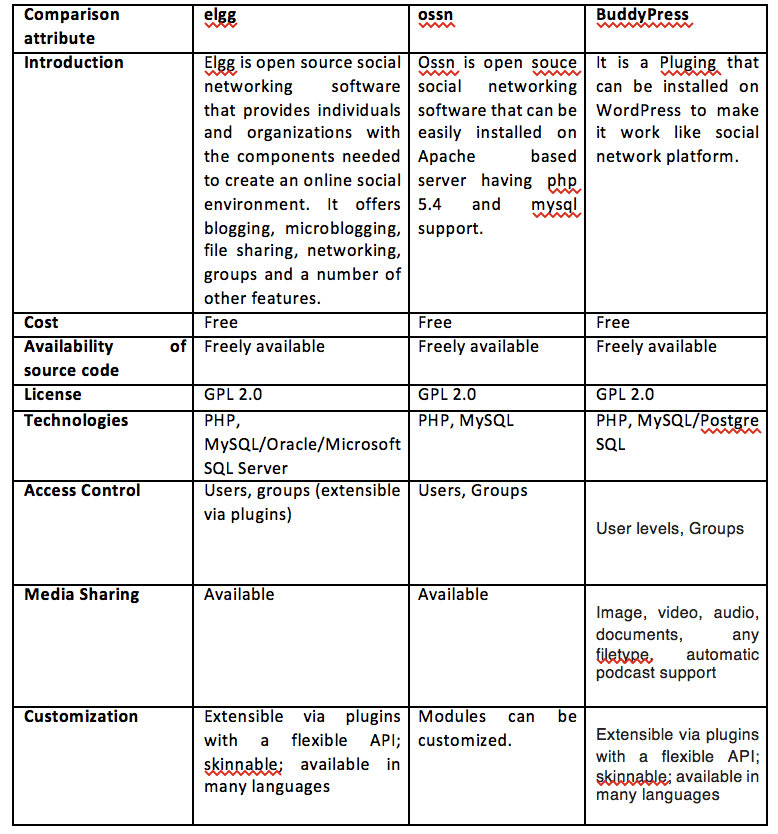 Comparison attribute
elgg
ossn
BuddyPress
Introduction
Elgg is open source social
networking software
that provides individuals
and organizations with
the components needed
to create an online social
environment. It offers
blogging, microblogging,
file sharing, networking,
groups and a number of
other features.
Ossn is open souce
social networking
software that can be
easily installed on
Apache based
server having php
5.4 and mysql
support.
It is a Pluging that
can be installed on
WordPress to make
it work like social
network platform.
Cost
Free
Free
Free
Availability of
source code
Freely available
Freely available
Freely available
License
GPL 2.0
GPL 2.0
GPL 2.0
Technologies
PHP,
MySQL/Oracle/Microsoft
SQL Server
PHP, MySQL
PHP, MySQL/Postgre
SQL
Access Control
Users, groups (extensible
via plugins)
Users, Groups
User levels, Groups
Media Sharing
Available
Available
Image, video, audio,
documents, any
filetype, automatic
podcast support
Customization
Extensible via plugins
with a flexible API;
skinnable; available in
many languages
Modules can be
customized.
Extensible via plugins
with a flexible API;
skinnable; available in
many languages